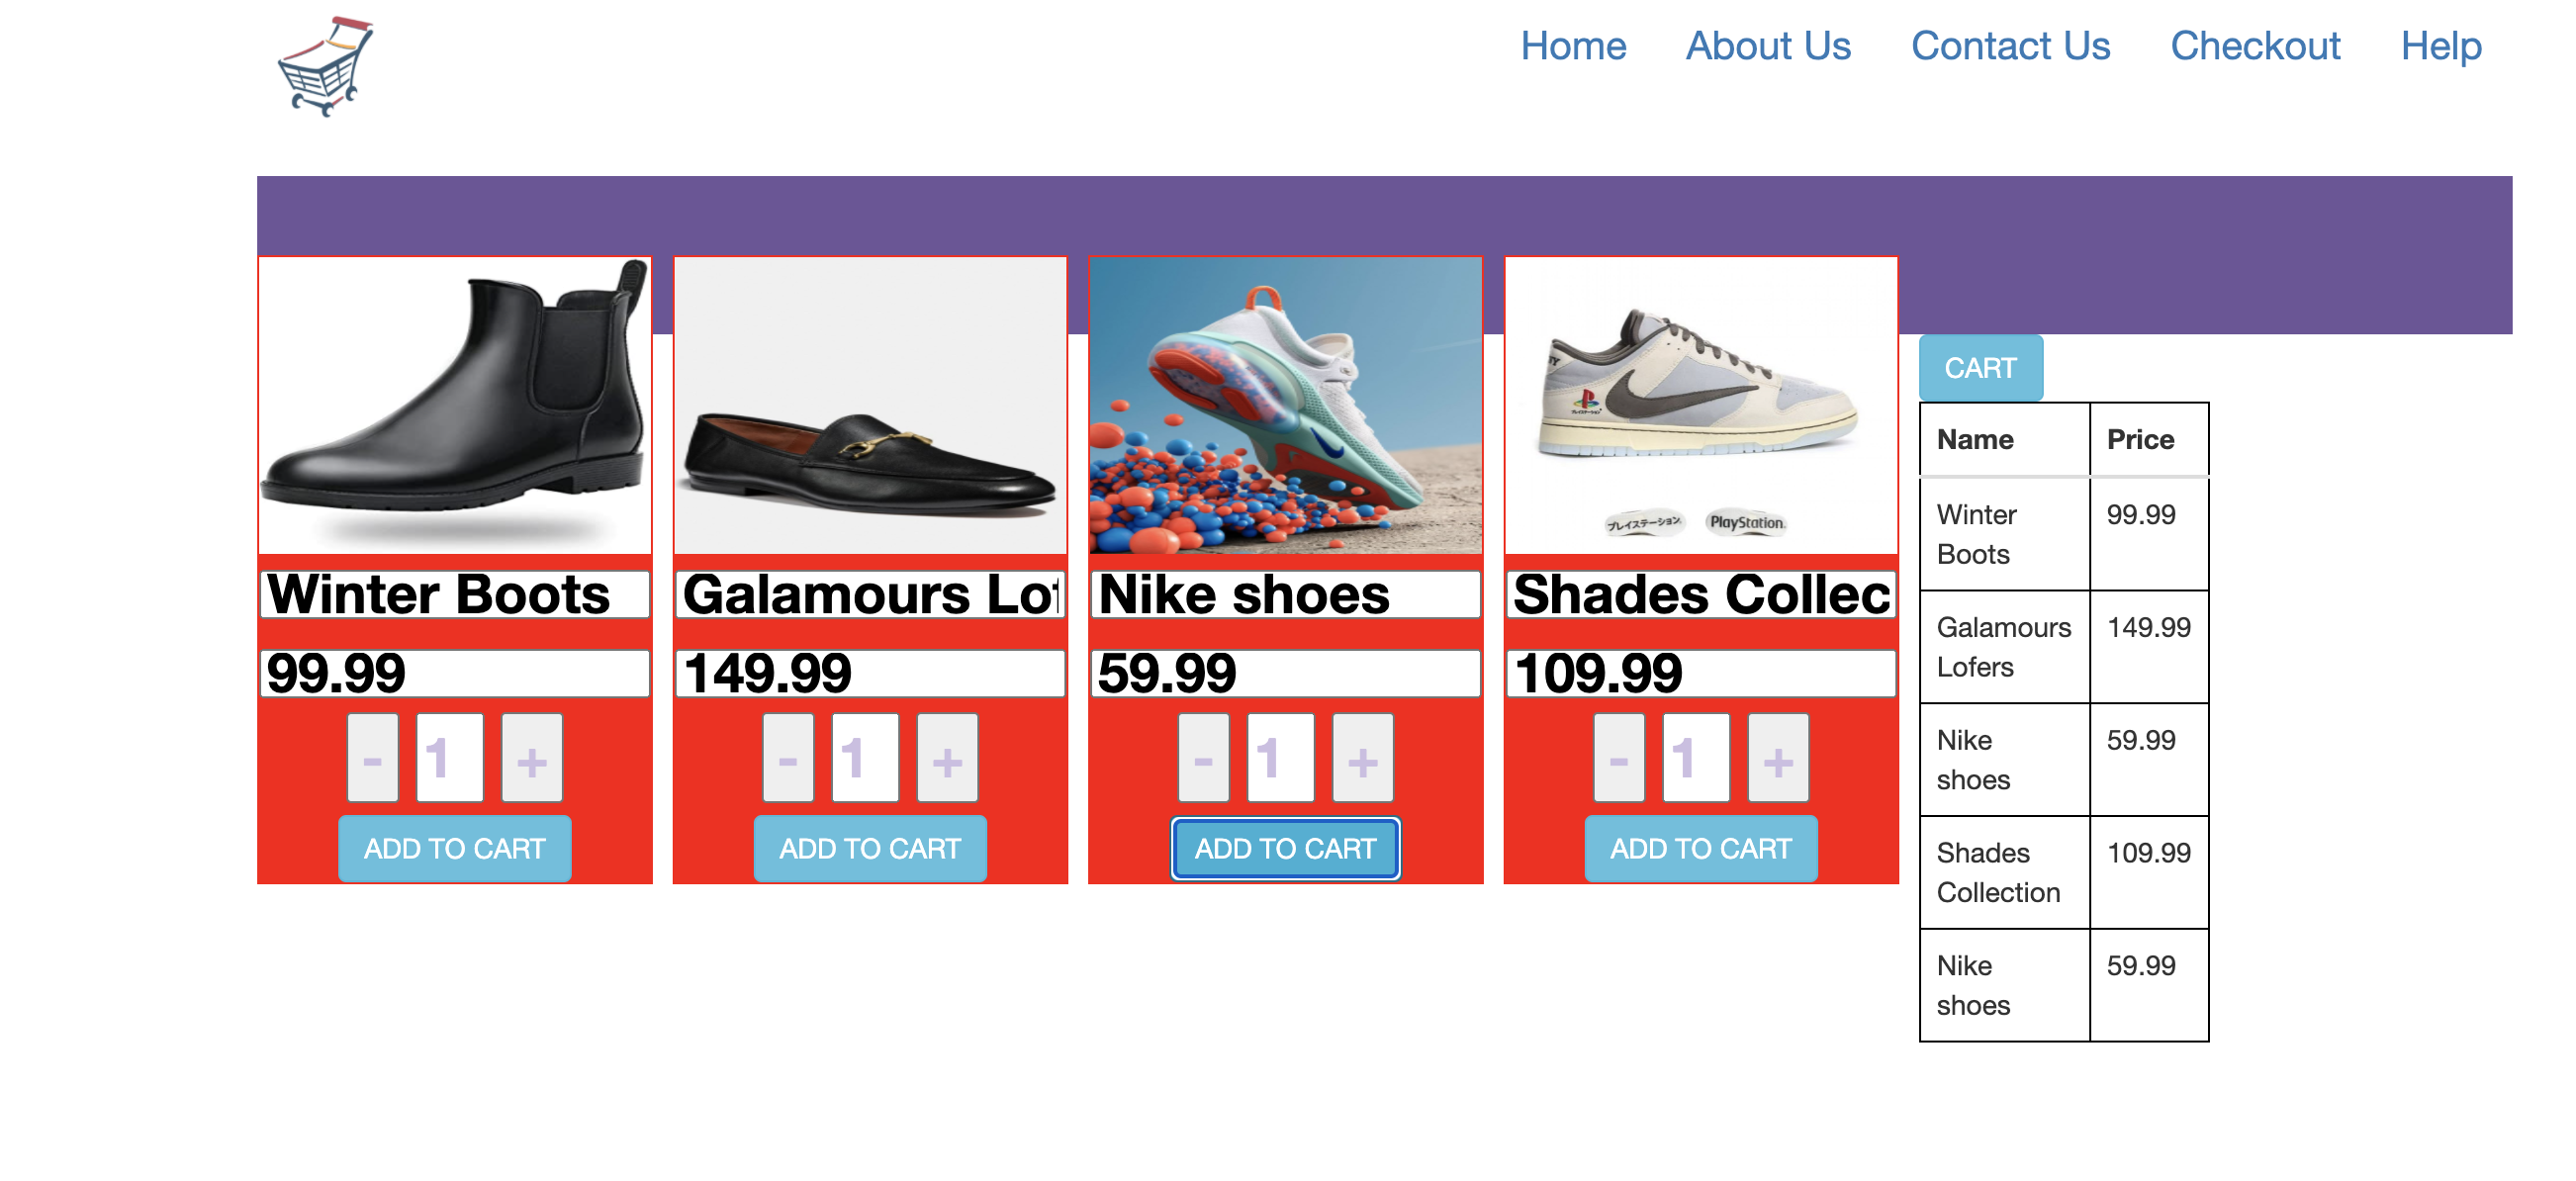 Home About Us Contact Us Checkout Help
プレイステーション PlayStation.
Winter Boots
99.99
- 1 +
ADD TO CART
Galamours Lof
149.99
- 1 +
ADD TO CART
Nike shoes
59.99
- 1 +
ADD TO CART
Shades Collec
109.99
- 1 +
ADD TO CART
CART
Name Price
Winter 99.99
Boots
Galamours 149.99
Lofers
Nike 59.99
shoes
Shades 109.99
Collection
Nike 59.99
shoes